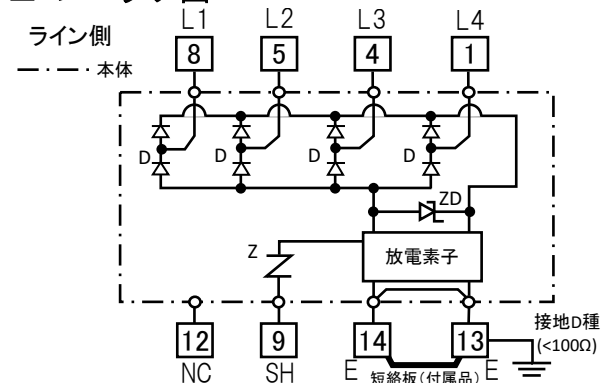 L1 L2 L3 L4
ライン側
8 5 4 1
本体
D D D D
ZD
Z
放電素子
接地D種
(<100Ω)
12 9 14 13
NC SH E 短絡板(付属品) E